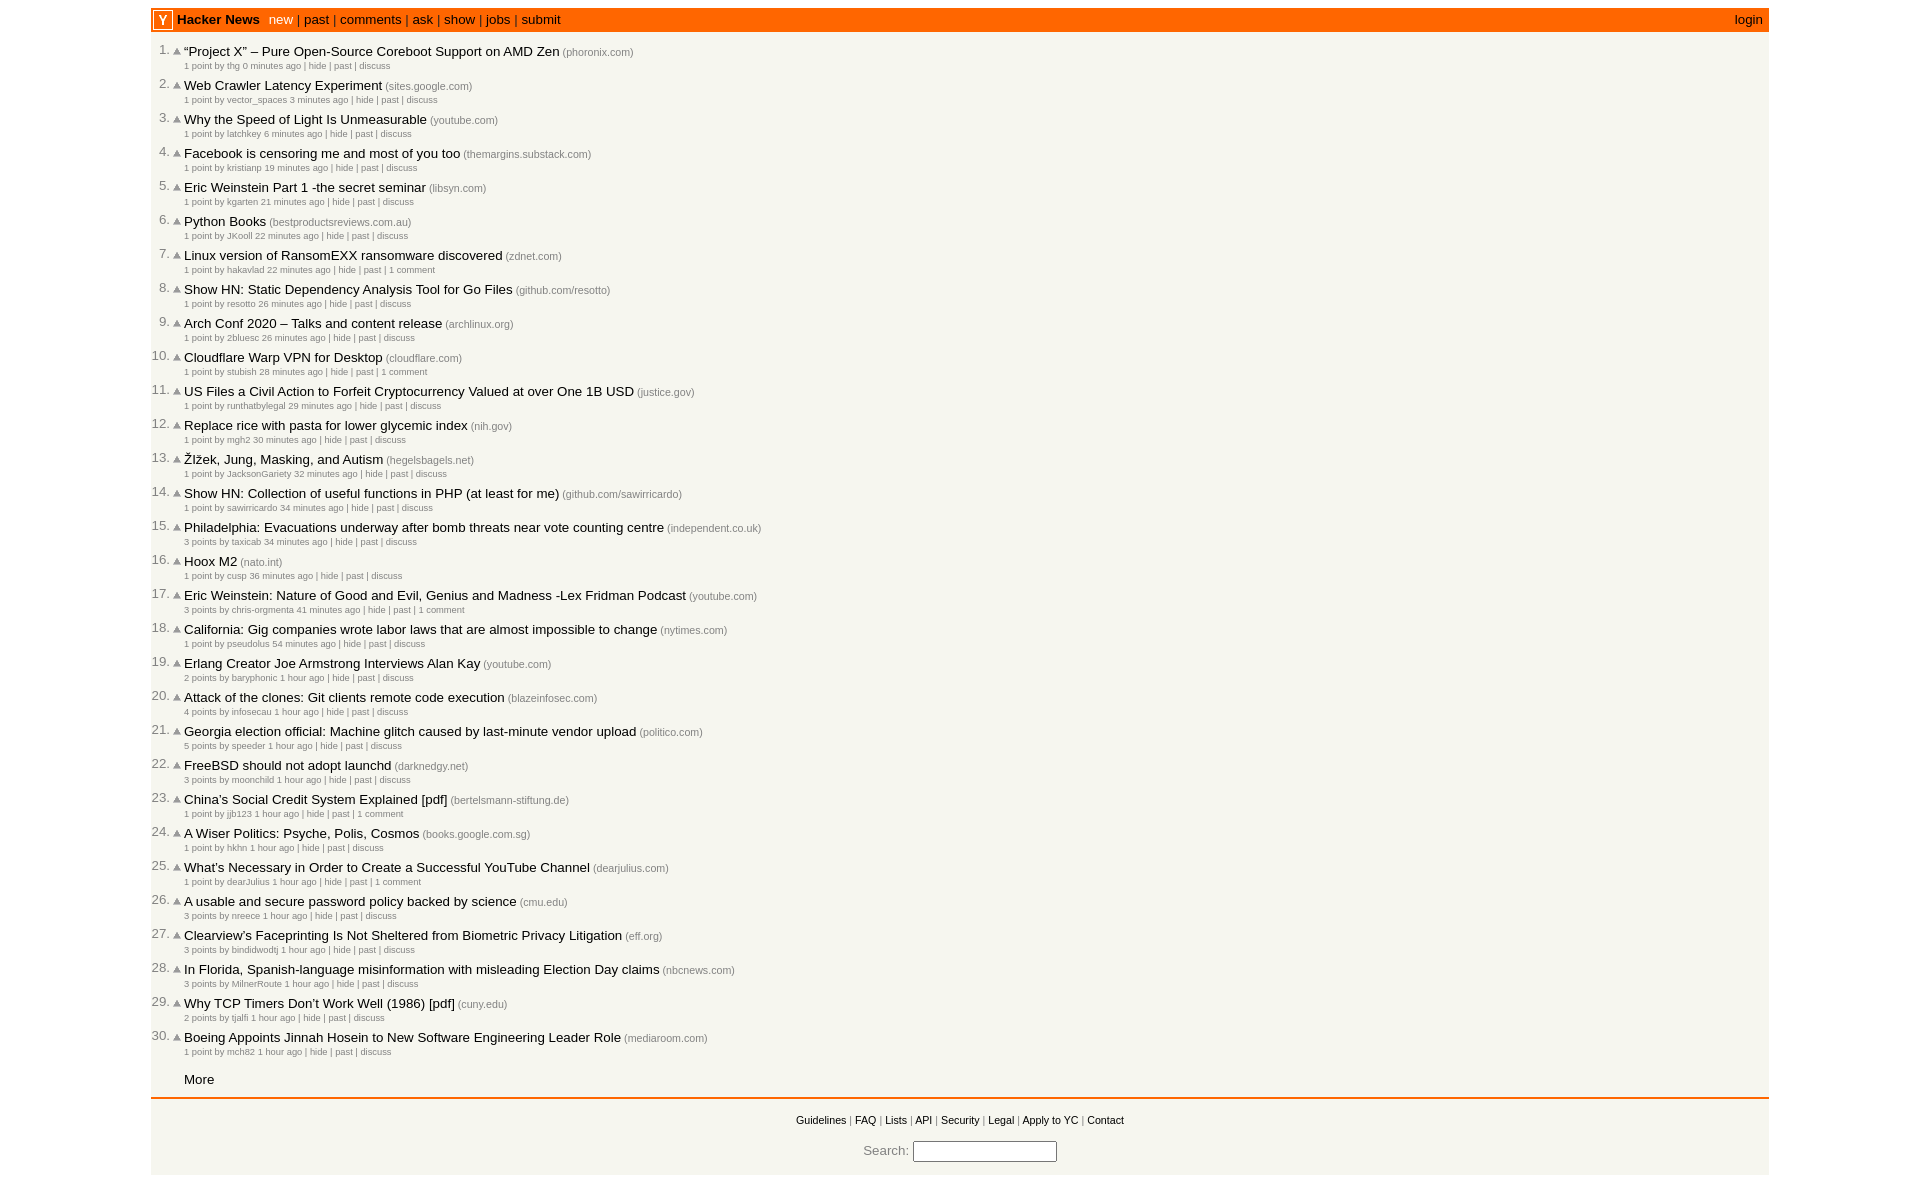 Y Hacker News new | past | comments | ask | show | jobs | submit login
1. “Project X” – Pure Open-Source Coreboot Support on AMD Zen (phoronix.com)
1 point by thg 0 minutes ago | hide | past | discuss
2. Web Crawler Latency Experiment (sites.google.com)
1 point by vector_spaces 3 minutes ago | hide | past | discuss
3. Why the Speed of Light Is Unmeasurable (youtube.com)
1 point by latchkey 6 minutes ago | hide | past | discuss
4. Facebook is censoring me and most of you too (themargins.substack.com)
1 point by kristianp 19 minutes ago | hide | past | discuss
5. Eric Weinstein Part 1 -the secret seminar (libsyn.com)
1 point by kgarten 21 minutes ago | hide | past | discuss
6. Python Books (bestproductsreviews.com.au)
1 point by JKooll 22 minutes ago | hide | past | discuss
7. Linux version of RansomEXX ransomware discovered (zdnet.com)
1 point by hakavlad 22 minutes ago | hide | past | 1 comment
8. Show HN: Static Dependency Analysis Tool for Go Files (github.com/resotto)
1 point by resotto 26 minutes ago | hide | past | discuss
9. Arch Conf 2020 – Talks and content release (archlinux.org)
1 point by 2bluesc 26 minutes ago | hide | past | discuss
10. Cloudflare Warp VPN for Desktop (cloudflare.com)
1 point by stubish 28 minutes ago | hide | past | 1 comment
11. US Files a Civil Action to Forfeit Cryptocurrency Valued at over One 1B USD (justice.gov)
1 point by runthatbylegal 29 minutes ago | hide | past | discuss
12. Replace rice with pasta for lower glycemic index (nih.gov)
1 point by mgh2 30 minutes ago | hide | past | discuss
13. ŽIžek, Jung, Masking, and Autism (hegelsbagels.net)
1 point by JacksonGariety 32 minutes ago | hide | past | discuss
14. Show HN: Collection of useful functions in PHP (at least for me) (github.com/sawirricardo)
1 point by sawirricardo 34 minutes ago | hide | past | discuss
15. Philadelphia: Evacuations underway after bomb threats near vote counting centre (independent.co.uk)
3 points by taxicab 34 minutes ago | hide | past | discuss
16. Hoox M2 (nato.int)
1 point by cusp 36 minutes ago | hide | past | discuss
17. Eric Weinstein: Nature of Good and Evil, Genius and Madness -Lex Fridman Podcast (youtube.com)
3 points by chris-orgmenta 41 minutes ago | hide | past | 1 comment
18. California: Gig companies wrote labor laws that are almost impossible to change (nytimes.com)
1 point by pseudolus 54 minutes ago | hide | past | discuss
19. Erlang Creator Joe Armstrong Interviews Alan Kay (youtube.com)
2 points by baryphonic 1 hour ago | hide | past | discuss
20. Attack of the clones: Git clients remote code execution (blazeinfosec.com)
4 points by infosecau 1 hour ago | hide | past | discuss
21. Georgia election official: Machine glitch caused by last-minute vendor upload (politico.com)
5 points by speeder 1 hour ago | hide | past | discuss
22. FreeBSD should not adopt launchd (darknedgy.net)
3 points by moonchild 1 hour ago | hide | past | discuss
23. China’s Social Credit System Explained [pdf] (bertelsmann-stiftung.de)
1 point by jjb123 1 hour ago | hide | past | 1 comment
24. A Wiser Politics: Psyche, Polis, Cosmos (books.google.com.sg)
1 point by hkhn 1 hour ago | hide | past | discuss
25. What’s Necessary in Order to Create a Successful YouTube Channel (dearjulius.com)
1 point by dearJulius 1 hour ago | hide | past | 1 comment
26. A usable and secure password policy backed by science (cmu.edu)
3 points by nreece 1 hour ago | hide | past | discuss
27. Clearview’s Faceprinting Is Not Sheltered from Biometric Privacy Litigation (eff.org)
3 points by bindidwodtj 1 hour ago | hide | past | discuss
28. In Florida, Spanish-language misinformation with misleading Election Day claims (nbcnews.com)
3 points by MilnerRoute 1 hour ago | hide | past | discuss
29. Why TCP Timers Don’t Work Well (1986) [pdf] (cuny.edu)
2 points by tjalfi 1 hour ago | hide | past | discuss
30. Boeing Appoints Jinnah Hosein to New Software Engineering Leader Role (mediaroom.com)
1 point by mch82 1 hour ago | hide | past | discuss
More
Guidelines | FAQ | Lists | API | Security | Legal | Apply to YC | Contact
Search: